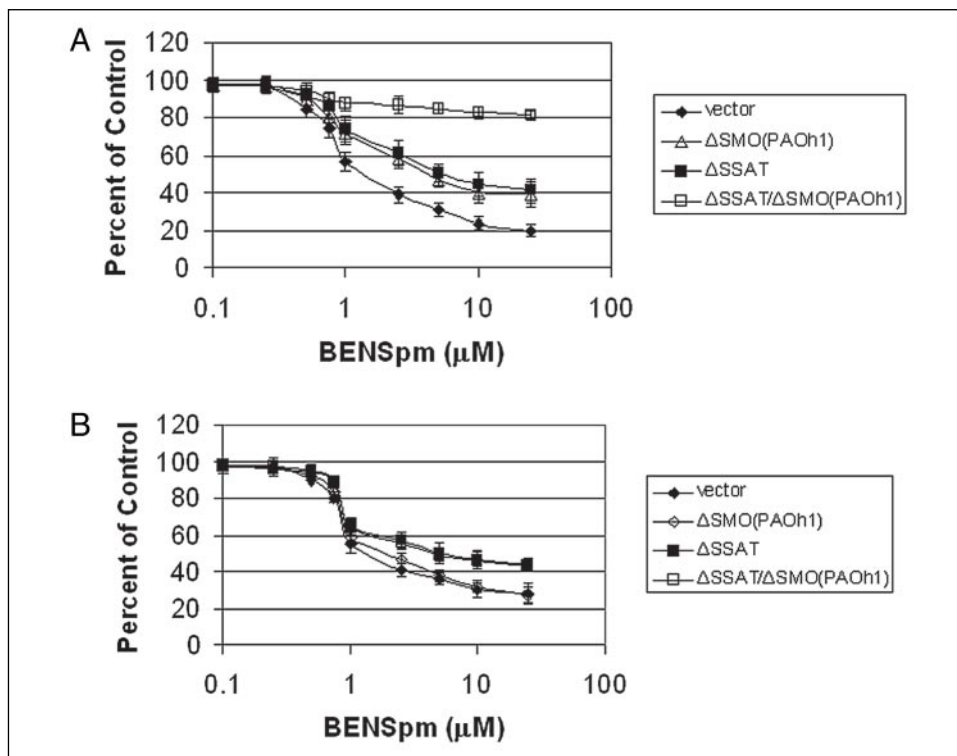 A
Percent of Control
120
100
80
60
40
20
0
0.1 1 10 100
BENSpm (μM)
vector
ΔSMO(PAOh1)
ΔSSAT
ΔSSAT/ΔSMO(PAOh1)
B
Percent of Control
120
100
80
60
40
20
0
0.1 1 10 100
BENSpm (μM)
vector
ΔSMO(PAOh1)
ΔSSAT
ΔSSAT/ΔSMO(PAOh1)